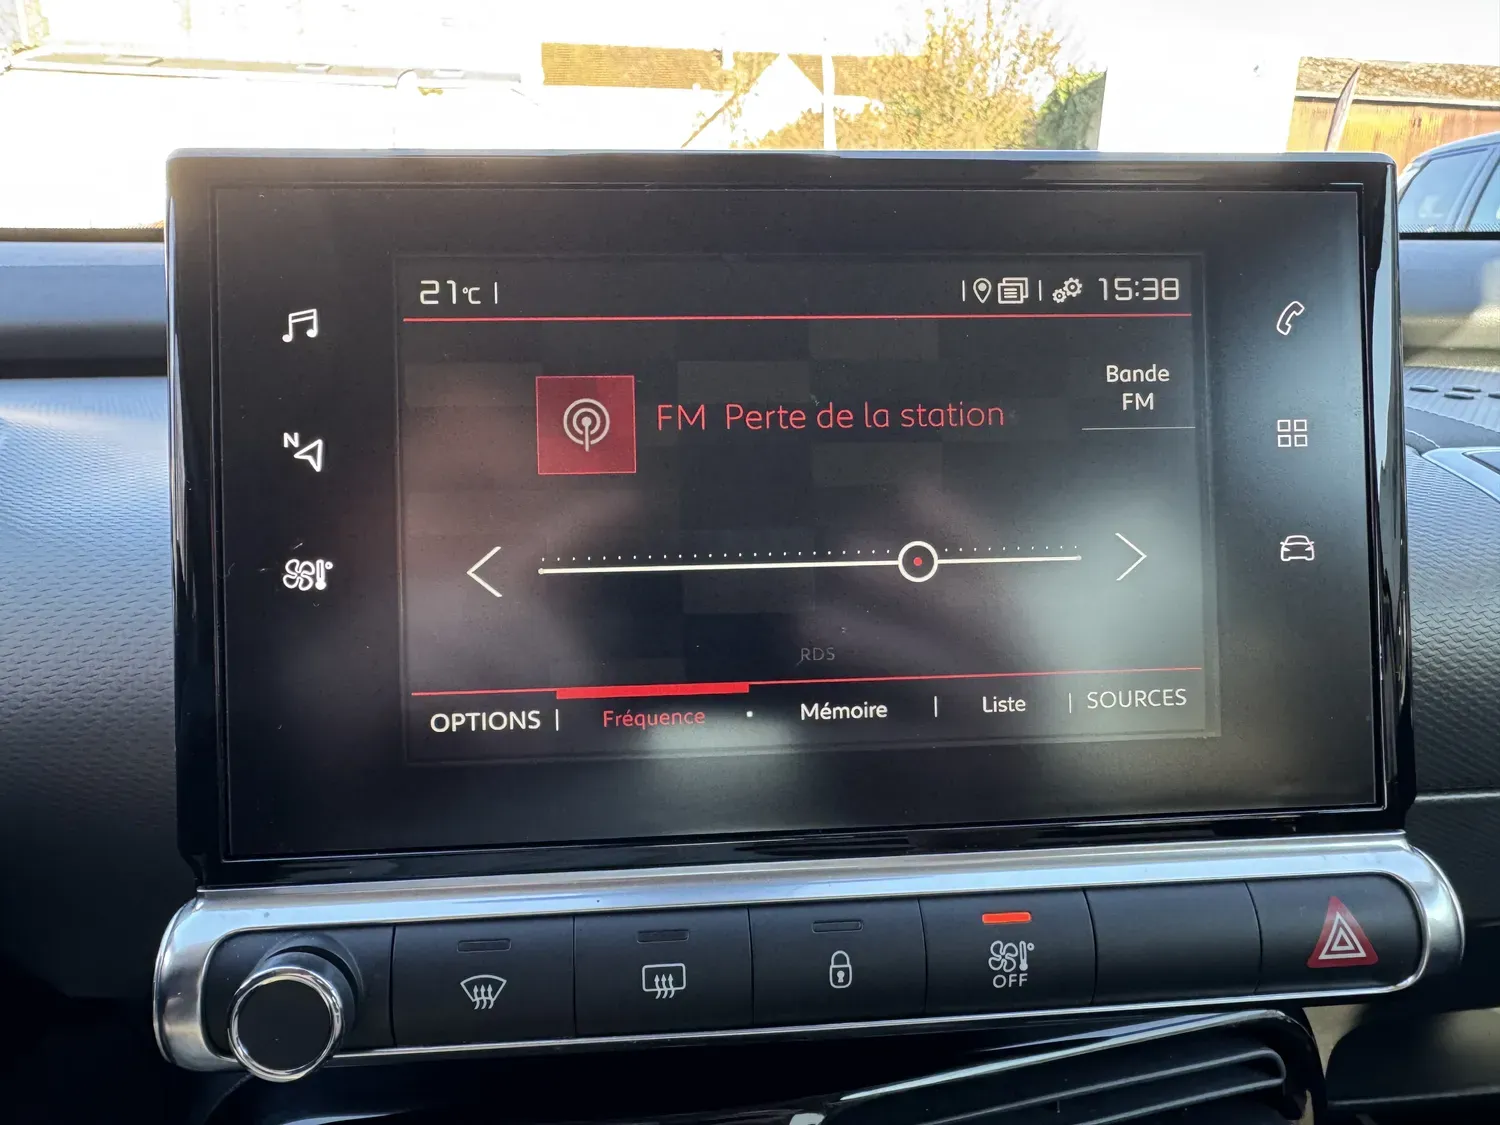 21°C
15:38
Bande
FM
FM Perte de la station
N
RDS
OPTIONS
Fréquence
Mémoire
Liste
SOURCES
OFF